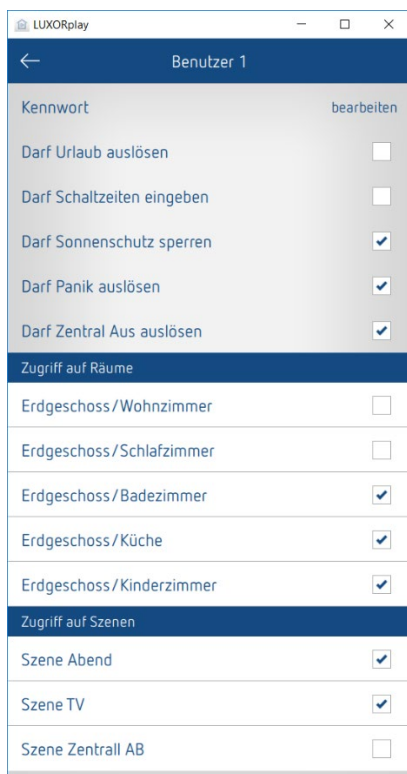 LUXORplay
Benutzer 1
Kennwort bearbeiten
Darf Urlaub auslösen
Darf Schaltzeiten eingeben
Darf Sonnenschutz sperren
Darf Panik auslösen
Darf Zentral Aus auslösen
Zugriff auf Räume
Erdgeschoss/Wohnzimmer
Erdgeschoss/Schlafzimmer
Erdgeschoss/Badezimmer
Erdgeschoss/Küche
Erdgeschoss/Kinderzimmer
Zugriff auf Szenen
Szene Abend
Szene TV
Szene Zentrall AB